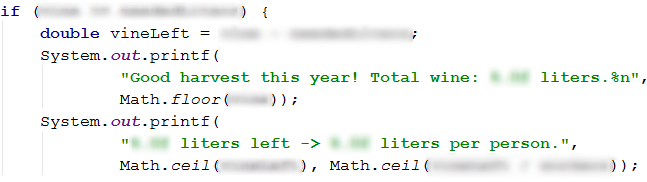 if () {
double vineLeft = ;
System.out.printf(
"Good harvest this year! Total wine: liters.%n",
Math.floor());
System.out.printf(
" liters left -> liters per person.",
Math.ceil(), Math.ceil());